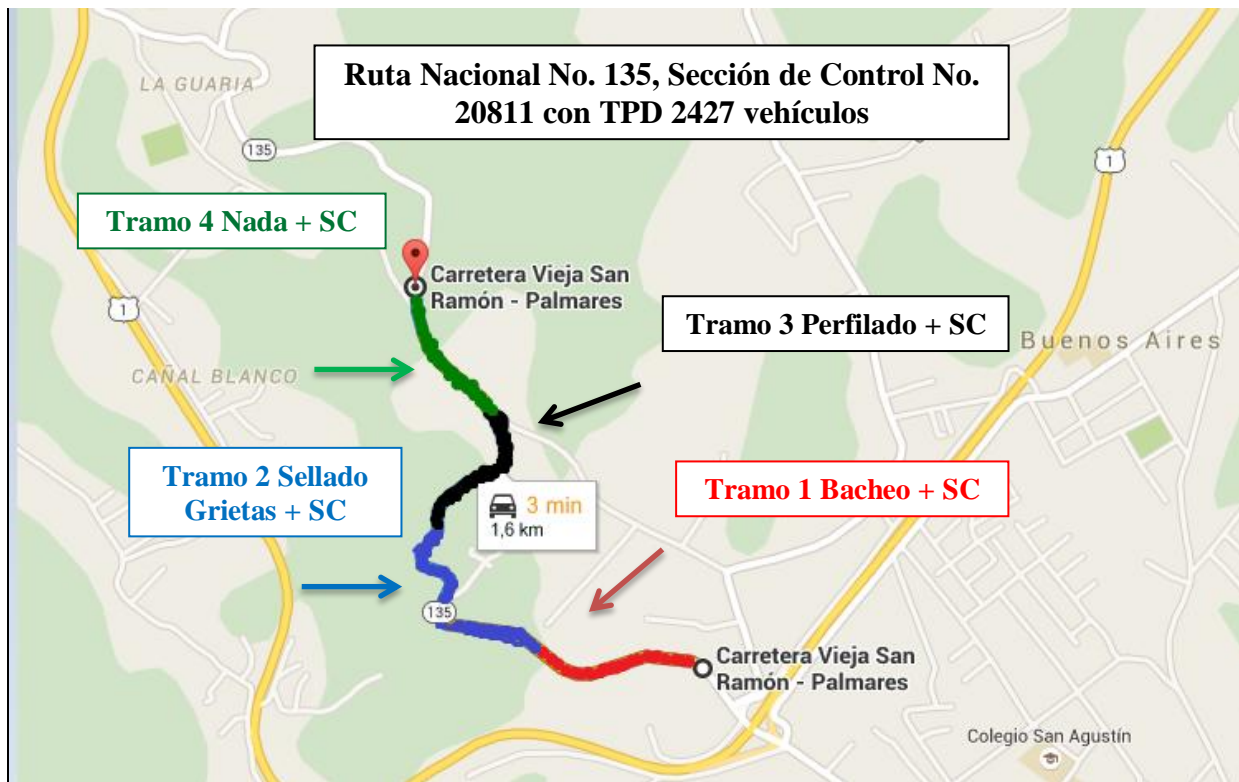 Ruta Nacional No. 135, Sección de Control No.
20811 con TPD 2427 vehículos
LA GUARIA
135
1
Tramo 4 Nada + SC
Carretera Vieja San
Ramón - Palmares
1
Tramo 3 Perfilado + SC
Buenos Aires
CAÑAL BLANCO
Tramo 2 Sellado
Grietas + SC
Tramo 1 Bacheo + SC
3 min
1,6 km
135
Carretera Vieja San
Ramón - Palmares
Colegio San Agustín